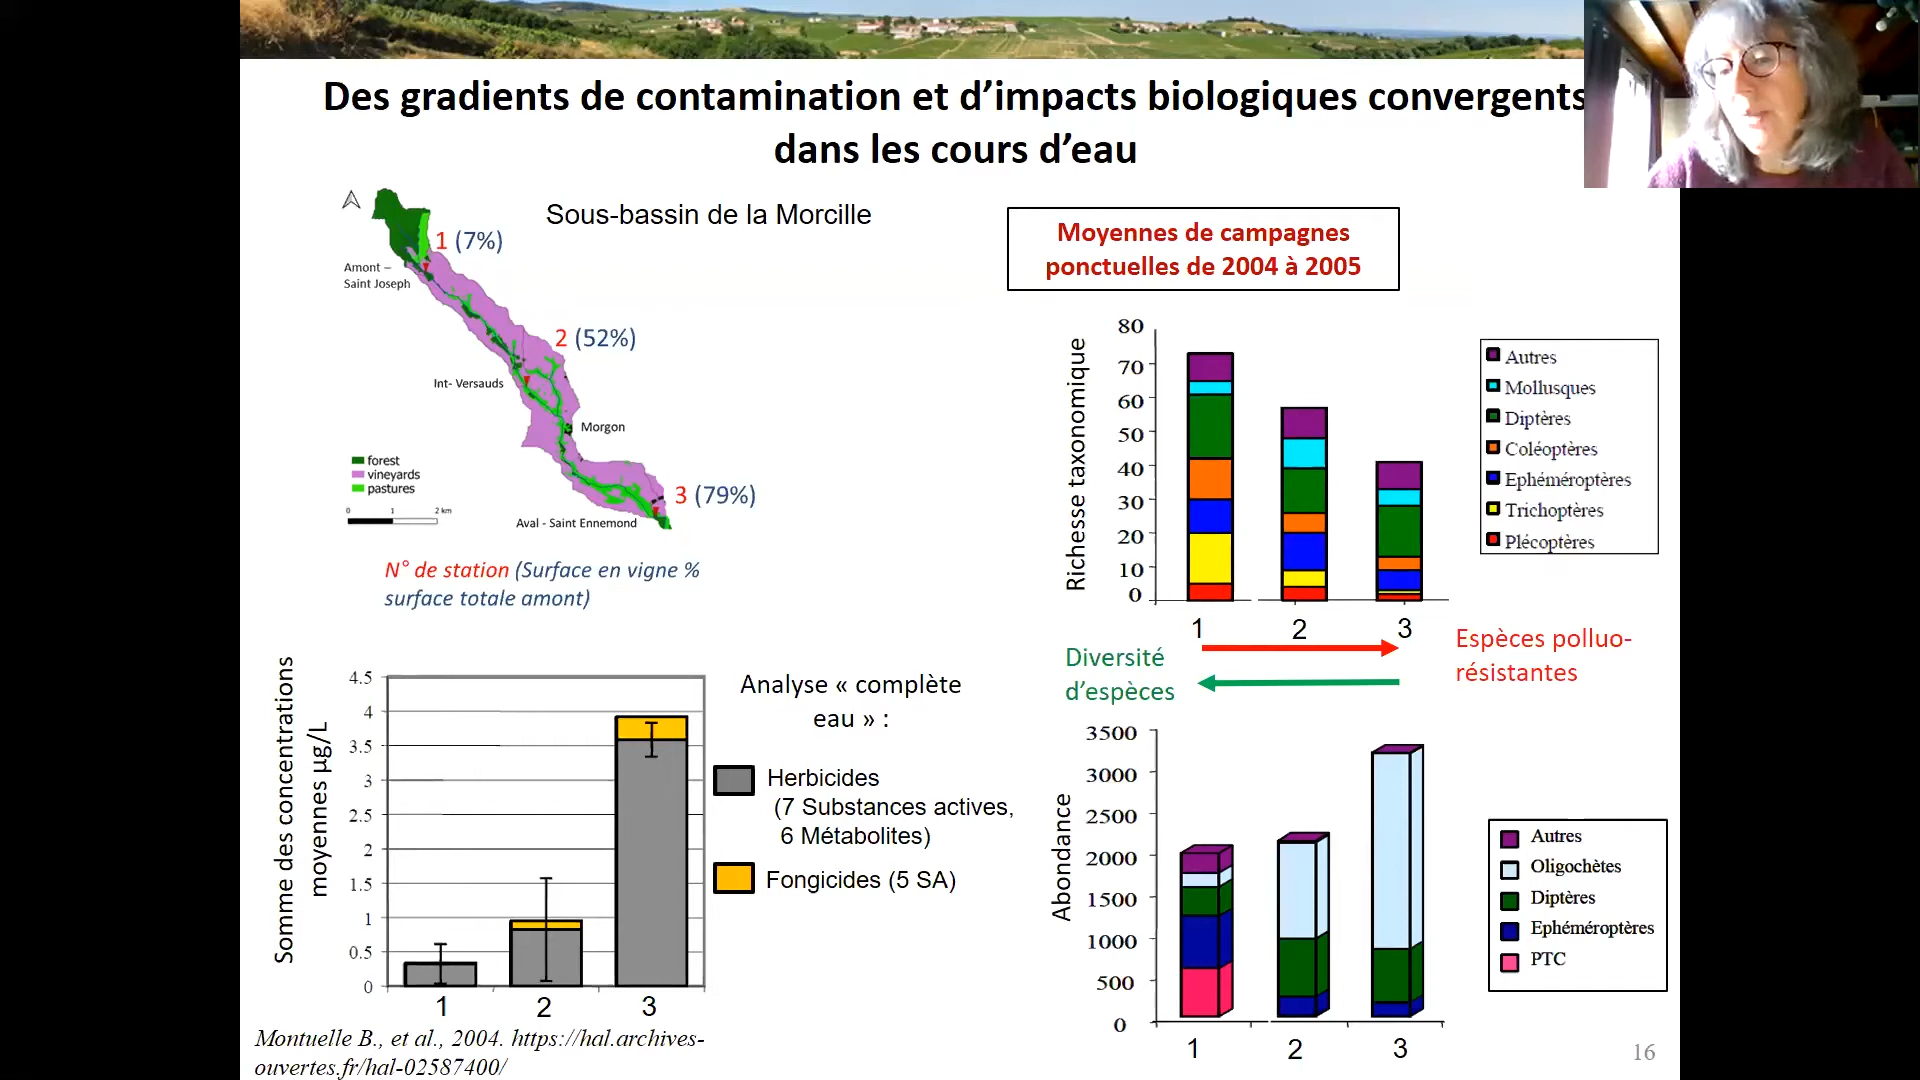 Des gradients de contamination et d’impacts biologiques convergents
dans les cours d’eau
Sous-bassin de la Morcille
1 (7%)
Amont –
Saint Joseph
2 (52%)
Int- Versauds
Morgon
forest
vineyards
pastures
3 (79%)
0 1 2 km
Aval - Saint Ennemond
N° de station (Surface en vigne %
surface totale amont)
Moyennes de campagnes
ponctuelles de 2004 à 2005
Richesse taxonomique
80
70
60
50
40
30
20
10
0
1 2 3
Autres
Mollusques
Diptères
Coléoptères
Ephéméroptères
Trichoptères
Plécoptères
Diversité
d’espèces
Espèces polluo-
résistantes
Somme des concentrations
moyennes µg/L
4.5
4
3.5
3
2.5
2
1.5
1
0.5
0
1 2 3
Analyse « complète
eau » :
Herbicides
(7 Substances actives,
6 Métabolites)
Fongicides (5 SA)
Abondance
3500
3000
2500
2000
1500
1000
500
0
1 2 3
Autres
Oligochètes
Diptères
Ephéméroptères
PTC
Montuelle B., et al., 2004. https://hal.archives-
ouvertes.fr/hal-02587400/
16